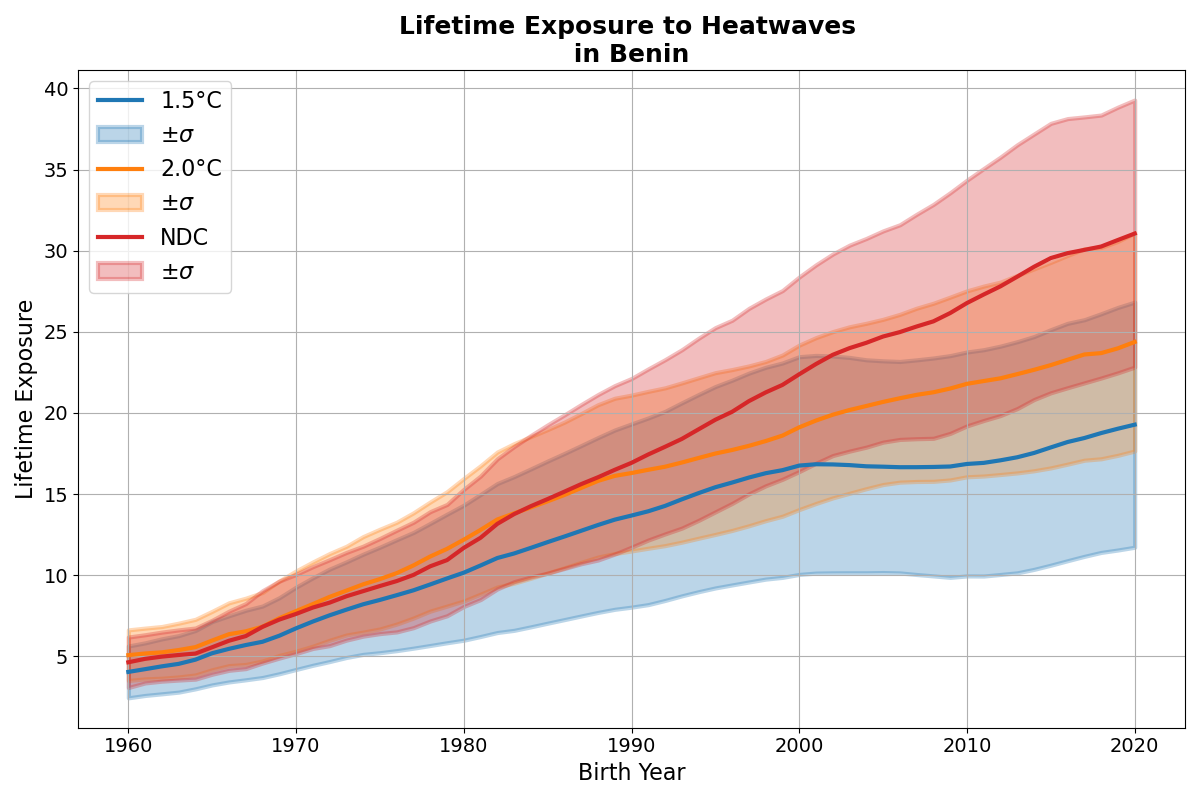 Lifetime Exposure to Heatwaves
in Benin
40
35
30
25
20
15
10
5
Lifetime Exposure
1.5°C
±σ
2.0°C
±σ
NDC
±σ
1960 1970 1980 1990 2000 2010 2020
Birth Year